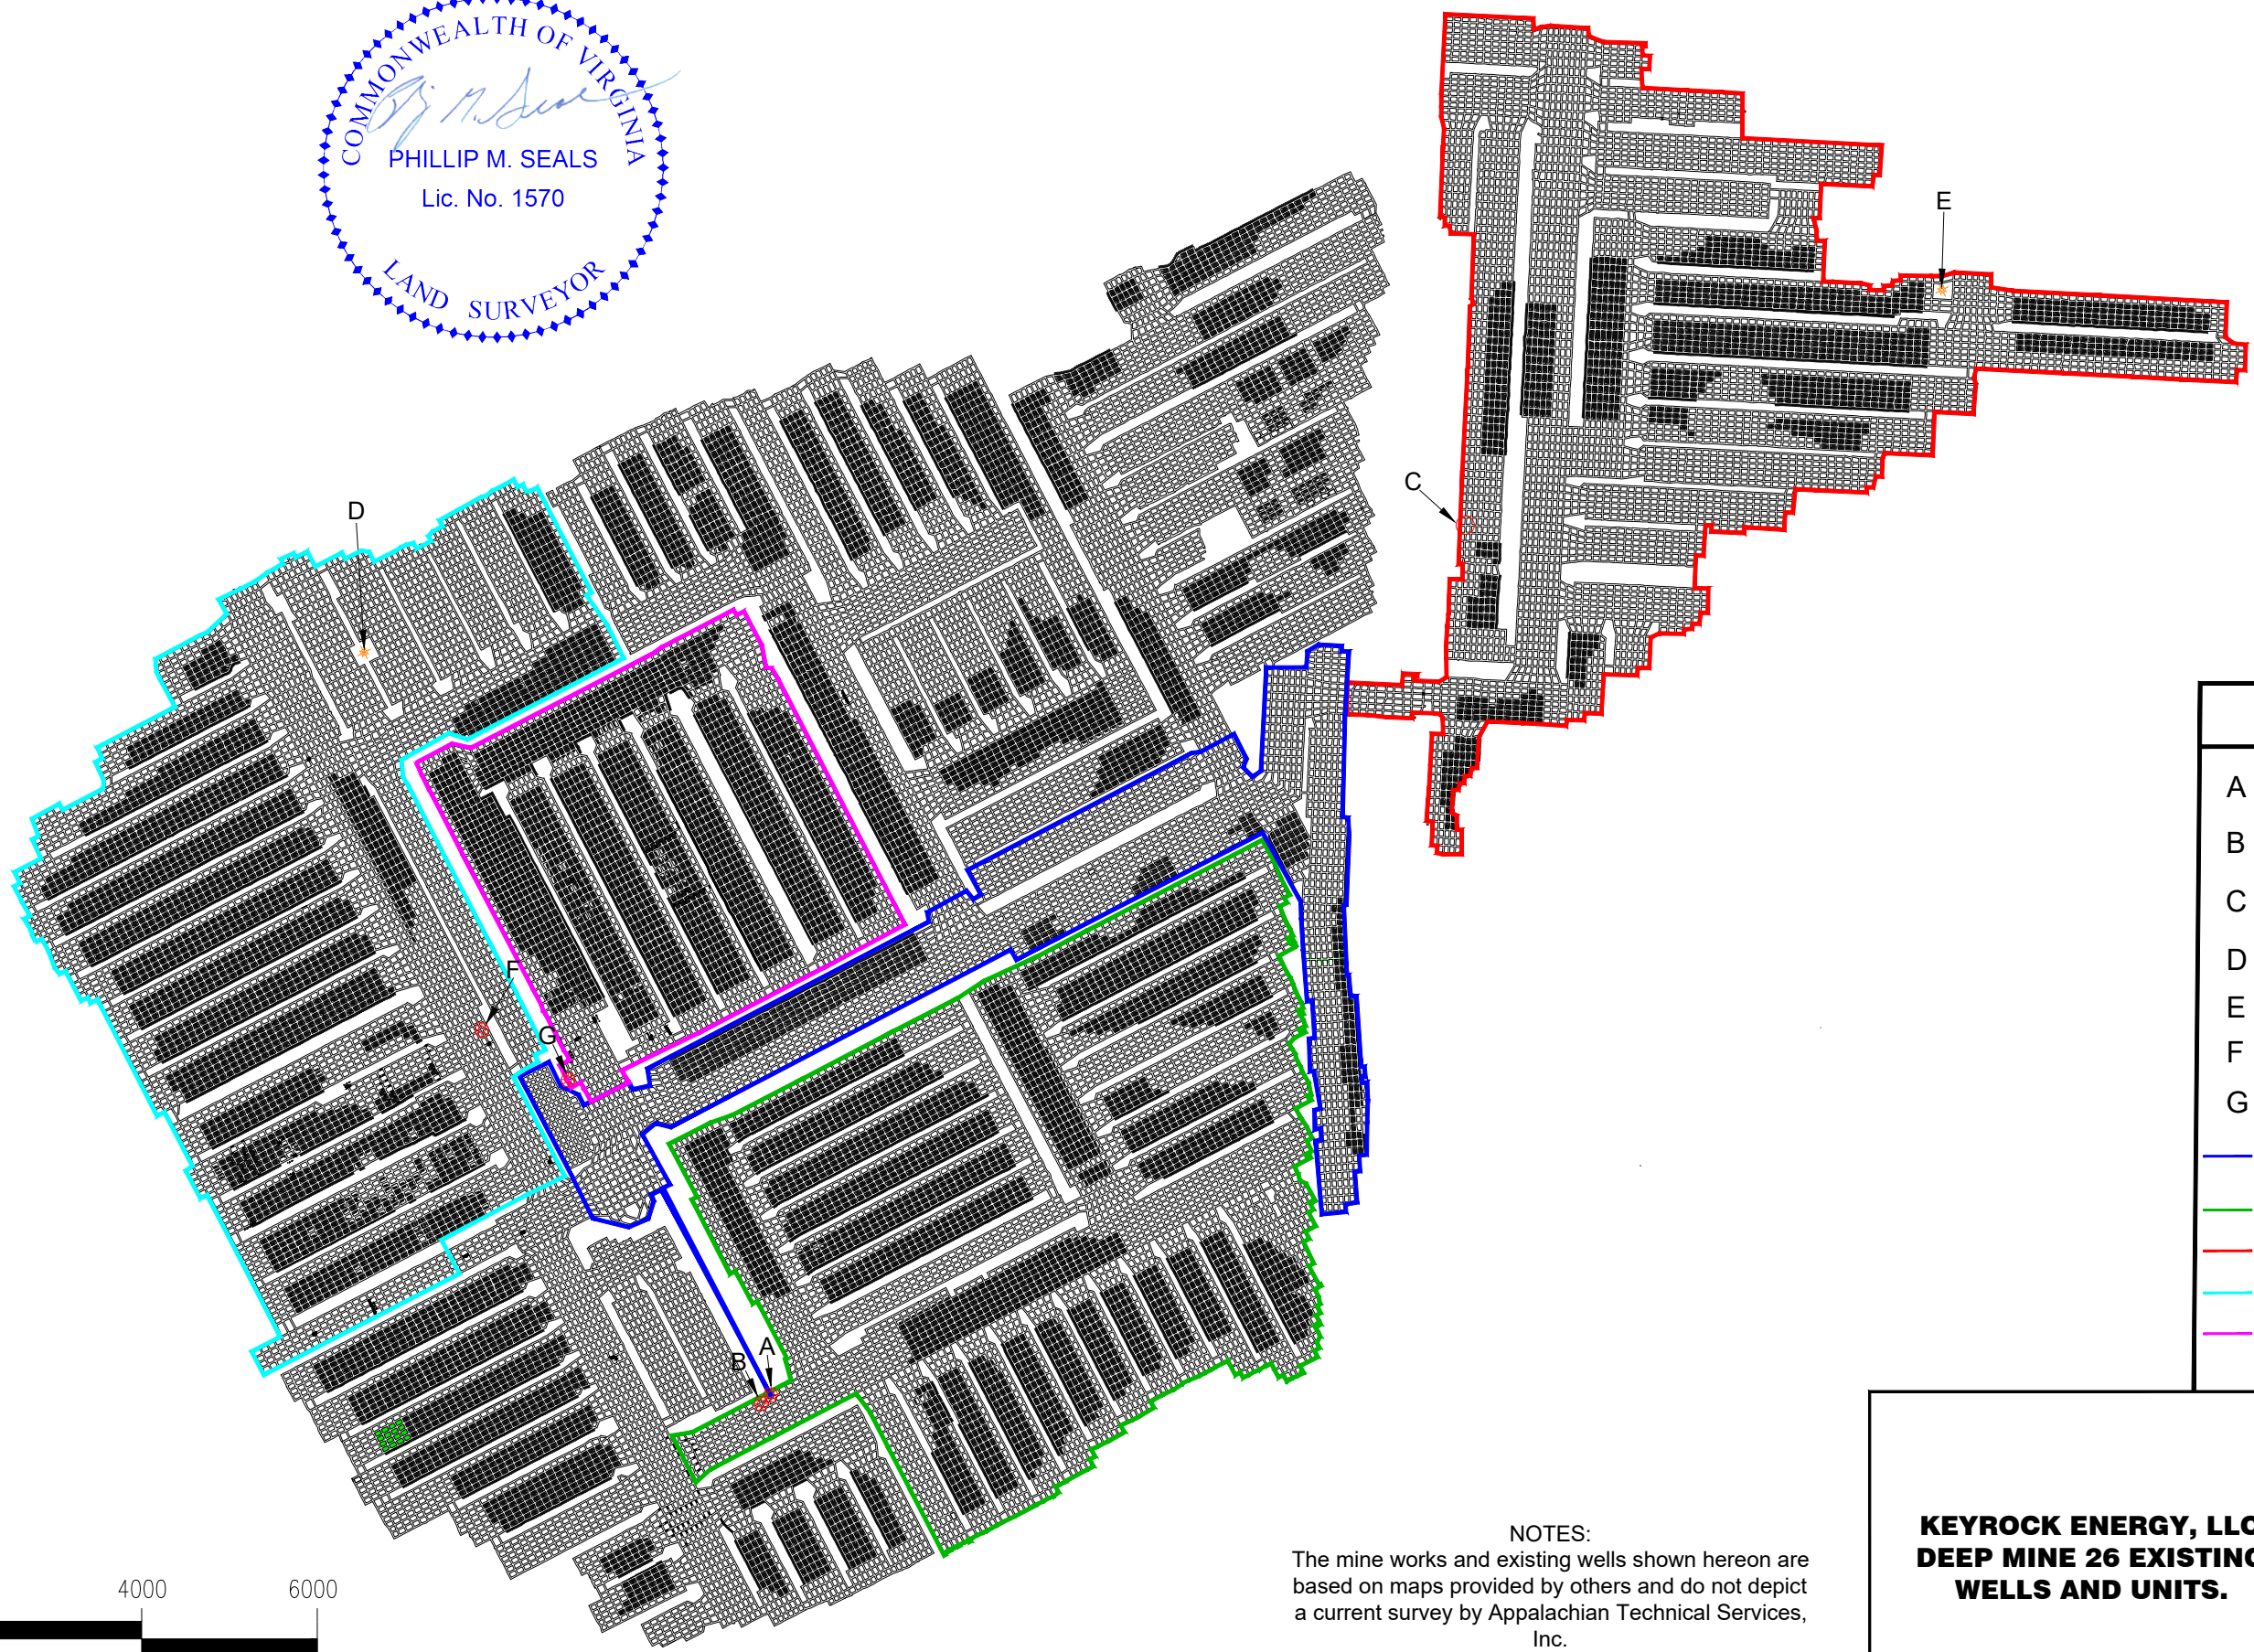 COMMONWEALTH OF VIRGINIA
PHILLIP M. SEALS
Lic. No. 1570
LAND SURVEYOR
E
C
D
F
G
B
A
A
B
C
D
E
F
G
4000 6000
NOTES:
The mine works and existing wells shown hereon are
based on maps provided by others and do not depict
a current survey by Appalachian Technical Services,
Inc.
KEYROCK ENERGY, LLC
DEEP MINE 26 EXISTING
WELLS AND UNITS.